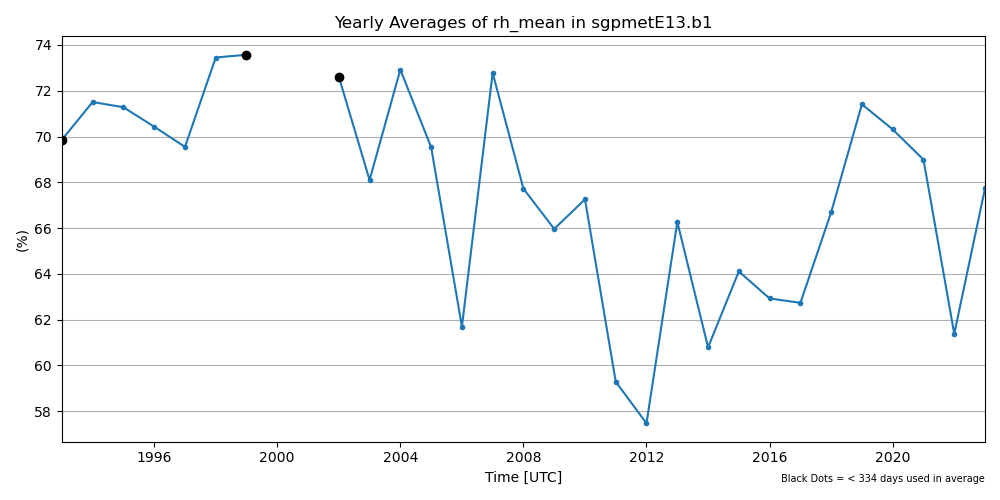 Yearly Averages of rh_mean in sgpmetE13.b1
74
72
70
68
66
64
62
60
58
(%)
1996 2000 2004 2008 2012 2016 2020
Time [UTC]
Black Dots = < 334 days used in average